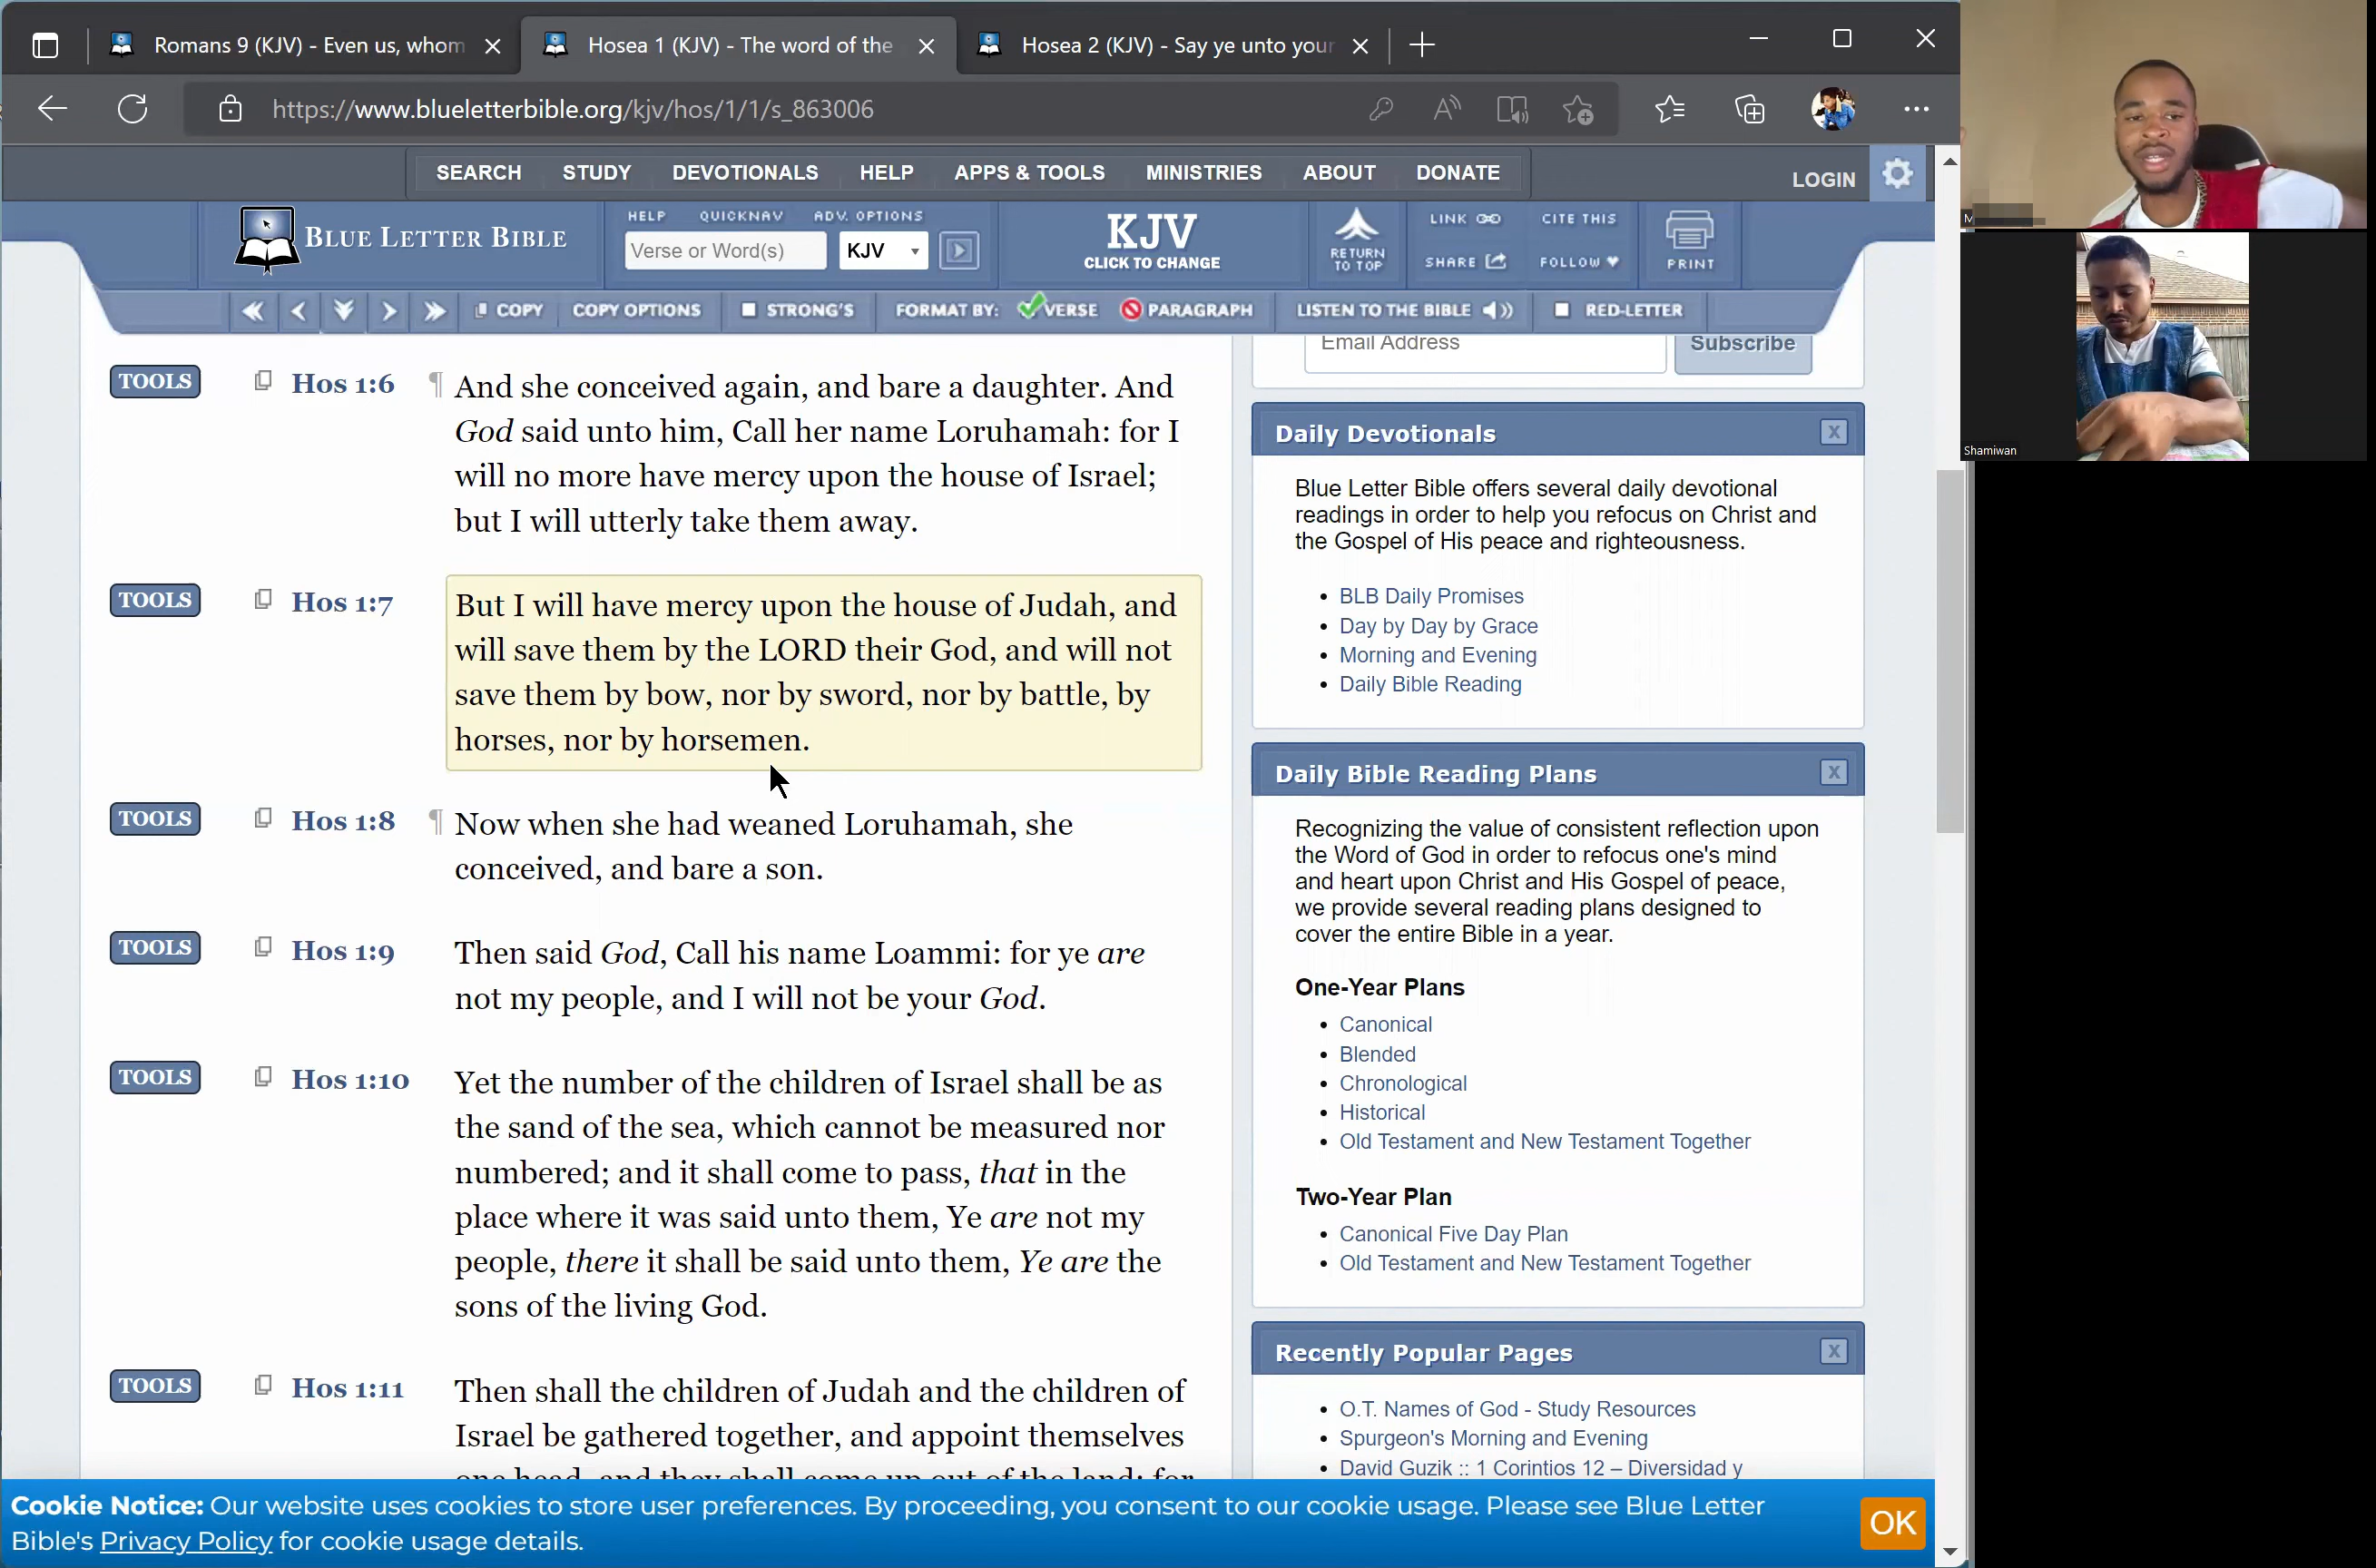 Romans 9 (KJV) - Even us, whom
Hosea 1 (KJV) - The word of the
Hosea 2 (KJV) - Say ye unto your
https://www.blueletterbible.org/kjv/hos/1/1/s_863006
SEARCH STUDY DEVOTIONALS HELP APPS & TOOLS MINISTRIES ABOUT DONATE
LOGIN
BLUE LETTER BIBLE
HELP QUICKNAV ADV. OPTIONS
Verse or Word(s) KJV
KJV
CLICK TO CHANGE
RETURN
TO TOP
LINK CITE THIS
SHARE FOLLOW
PRINT
COPY COPY OPTIONS STRONG'S FORMAT BY: VERSE PARAGRAPH LISTEN TO THE BIBLE RED-LETTER
TOOLS Hos 1:6 ¶ And she conceived again, and bare a daughter. And
God said unto him, Call her name Loruhamah: for I
will no more have mercy upon the house of Israel;
but I will utterly take them away.
TOOLS Hos 1:7 But I will have mercy upon the house of Judah, and
will save them by the LORD their God, and will not
save them by bow, nor by sword, nor by battle, by
horses, nor by horsemen.
TOOLS Hos 1:8 ¶ Now when she had weaned Loruhamah, she
conceived, and bare a son.
TOOLS Hos 1:9 Then said God, Call his name Loammi: for ye are
not my people, and I will not be your God.
TOOLS Hos 1:10 Yet the number of the children of Israel shall be as
the sand of the sea, which cannot be measured nor
numbered; and it shall come to pass, that in the
place where it was said unto them, Ye are not my
people, there it shall be said unto them, Ye are the
sons of the living God.
TOOLS Hos 1:11 Then shall the children of Judah and the children of
Israel be gathered together, and appoint themselves
one head, and they shall come up out of the land: for
Email Address Subscribe
Daily Devotionals X
Blue Letter Bible offers several daily devotional
readings in order to help you refocus on Christ and
the Gospel of His peace and righteousness.
• BLB Daily Promises
• Day by Day by Grace
• Morning and Evening
• Daily Bible Reading
Daily Bible Reading Plans X
Recognizing the value of consistent reflection upon
the Word of God in order to refocus one's mind
and heart upon Christ and His Gospel of peace,
we provide several reading plans designed to
cover the entire Bible in a year.
One-Year Plans
• Canonical
• Blended
• Chronological
• Historical
• Old Testament and New Testament Together
Two-Year Plan
• Canonical Five Day Plan
• Old Testament and New Testament Together
Recently Popular Pages X
• O.T. Names of God - Study Resources
• Spurgeon's Morning and Evening
• David Guzik :: 1 Corintios 12 – Diversidad y
Cookie Notice: Our website uses cookies to store user preferences. By proceeding, you consent to our cookie usage. Please see Blue Letter
Bible's Privacy Policy for cookie usage details.
OK
M
Shamiwan